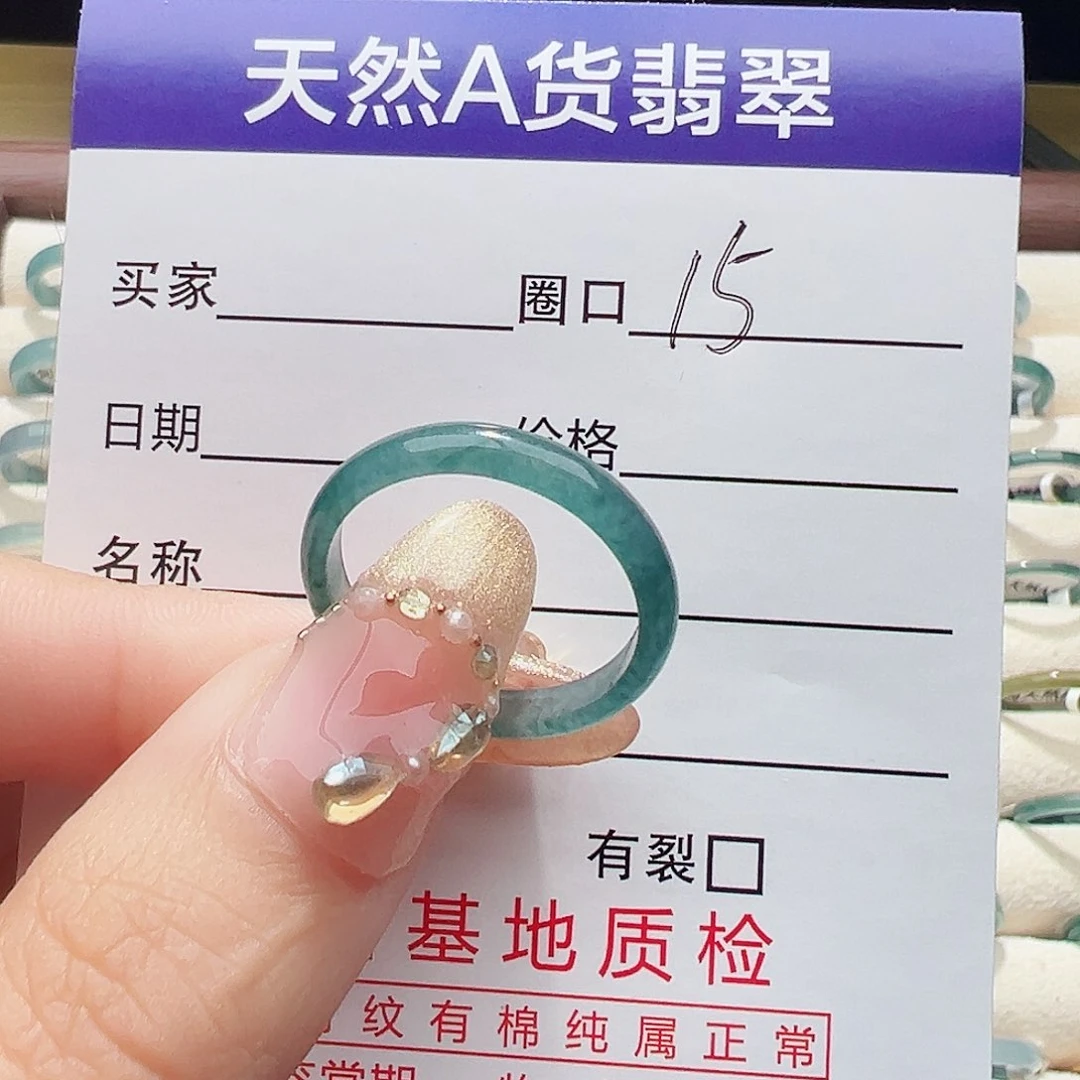 天然A货翡翠
买家 圈口 15
日期 价格
名称
有裂
基地质检
纹有棉纯属正常